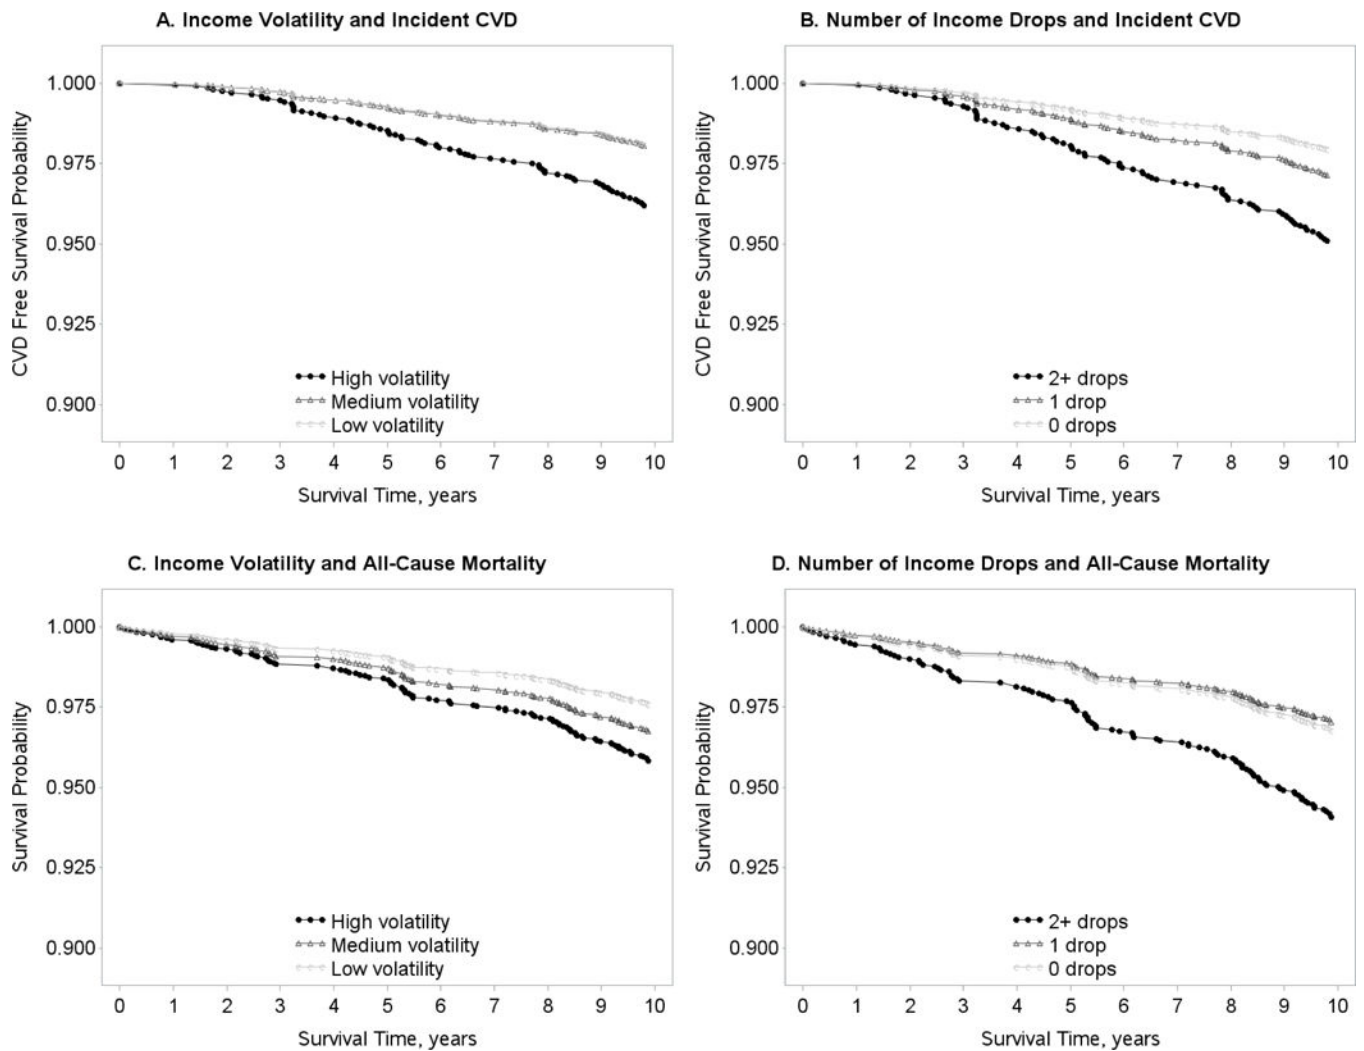 A. Income Volatility and Incident CVD
CVD Free Survival Probability
1.000
0.975
0.950
0.925
0.900
High volatility
Medium volatility
Low volatility
0 1 2 3 4 5 6 7 8 9 10
Survival Time, years
B. Number of Income Drops and Incident CVD
CVD Free Survival Probability
1.000
0.975
0.950
0.925
0.900
2+ drops
1 drop
0 drops
0 1 2 3 4 5 6 7 8 9 10
Survival Time, years
C. Income Volatility and All-Cause Mortality
Survival Probability
1.000
0.975
0.950
0.925
0.900
High volatility
Medium volatility
Low volatility
0 1 2 3 4 5 6 7 8 9 10
Survival Time, years
D. Number of Income Drops and All-Cause Mortality
Survival Probability
1.000
0.975
0.950
0.925
0.900
2+ drops
1 drop
0 drops
0 1 2 3 4 5 6 7 8 9 10
Survival Time, years